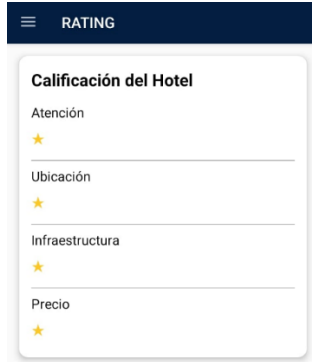 RATING
Calificación del Hotel
Atención
Ubicación
Infraestructura
Precio